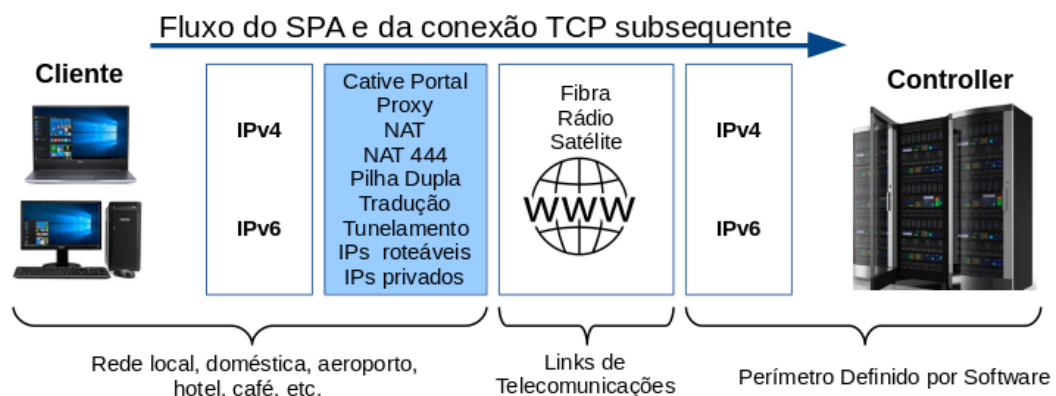 Fluxo do SPA e da conexão TCP subsequente
Cliente
IPv4
IPv6
Cative Portal
Proxy
NAT
NAT 444
Pilha Dupla
Tradução
Tunelamento
IPs roteáveis
IPs privados
Fibra
Rádio
Satélite
WWW
IPv4
IPv6
Controller
Rede local, doméstica, aeroporto,
hotel, café, etc.
Links de
Telecomunicações
Perímetro Definido por Software